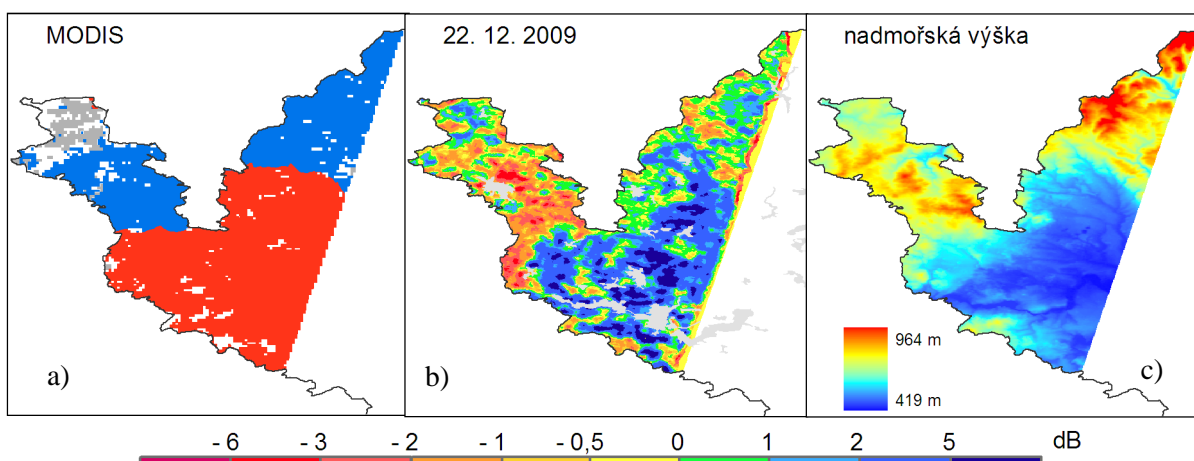 MODIS
22. 12. 2009
nadmořská výška
964 m
419 m
a)
b)
c)
- 6 - 3 - 2 - 1 - 0,5 0 1 2 5 dB